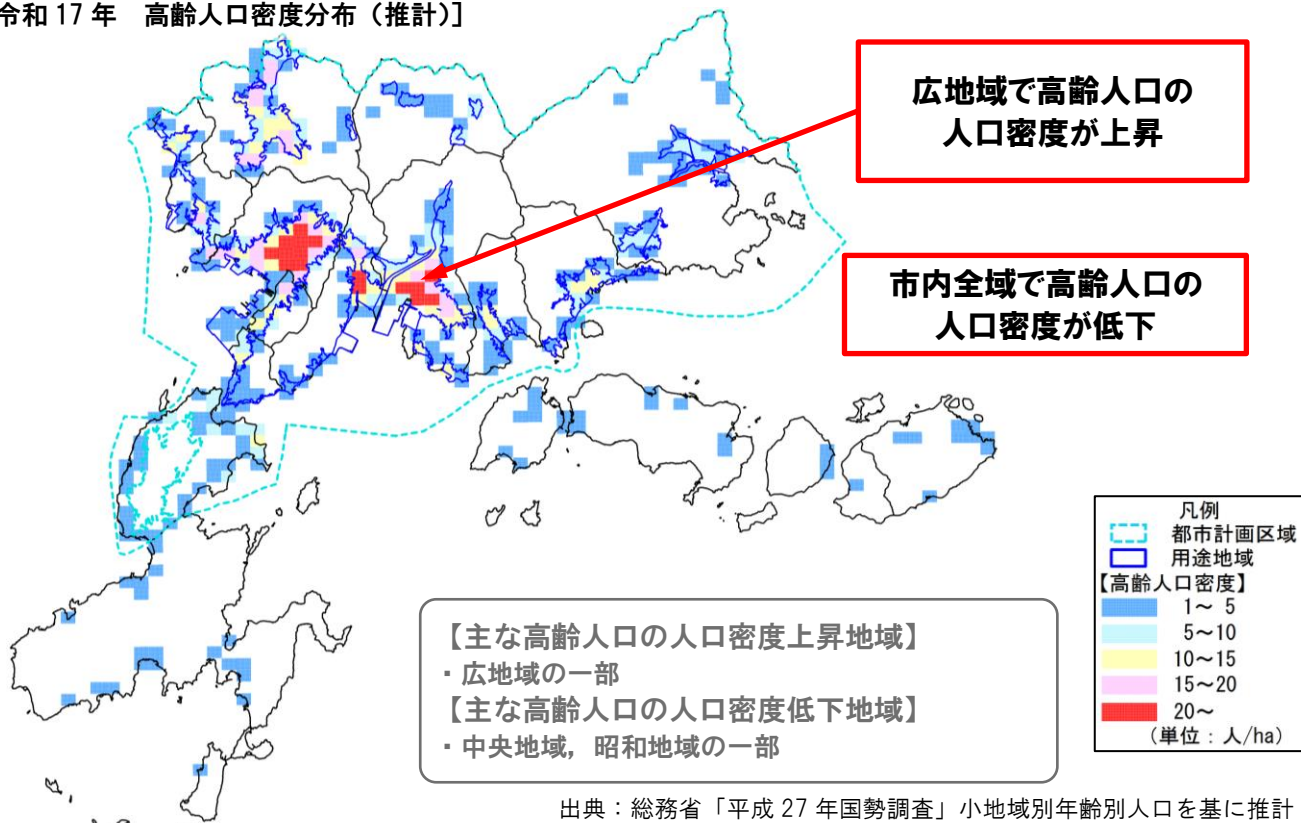 令和17年 高齢人口密度分布（推計）]
広地域で高齢人口の
人口密度が上昇
市内全域で高齢人口の
人口密度が低下
凡例
都市計画区域
用途地域
【高齢人口密度】
1～ 5
5～10
10～15
15～20
20～
（単位：人/ha）
【主な高齢人口の人口密度上昇地域】
・広地域の一部
【主な高齢人口の人口密度低下地域】
・中央地域，昭和地域の一部
出典：総務省「平成27年国勢調査」小地域別年齢別人口を基に推計